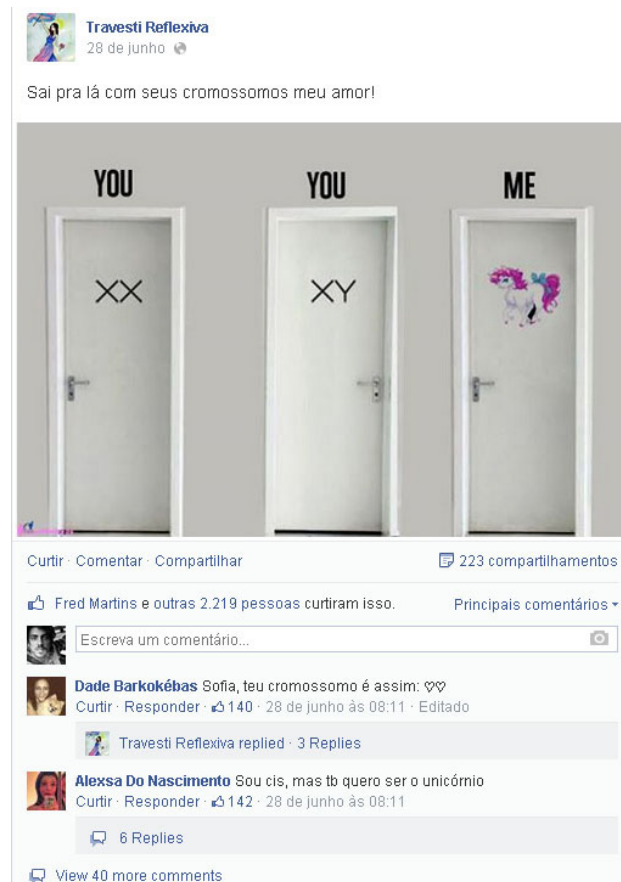 Travesti Reflexiva
28 de junho
Sai pra lá com seus cromossomos meu amor!
YOU YOU ME
XX XY
Curtir · Comentar · Compartilhar 223 compartilhamentos
Fred Martins e outras 2.219 pessoas curtiram isso. Principais comentários
Escreva um comentário...
Dade Barkokébas Sofia, teu cromossomo é assim: ♡♡
Curtir · Responder · 140 · 28 de junho às 08:11 · Editado
Travesti Reflexiva replied · 3 Replies
Alexsa Do Nascimento Sou cis, mas tb quero ser o unicórnio
Curtir · Responder · 142 · 28 de junho às 08:11
6 Replies
View 40 more comments